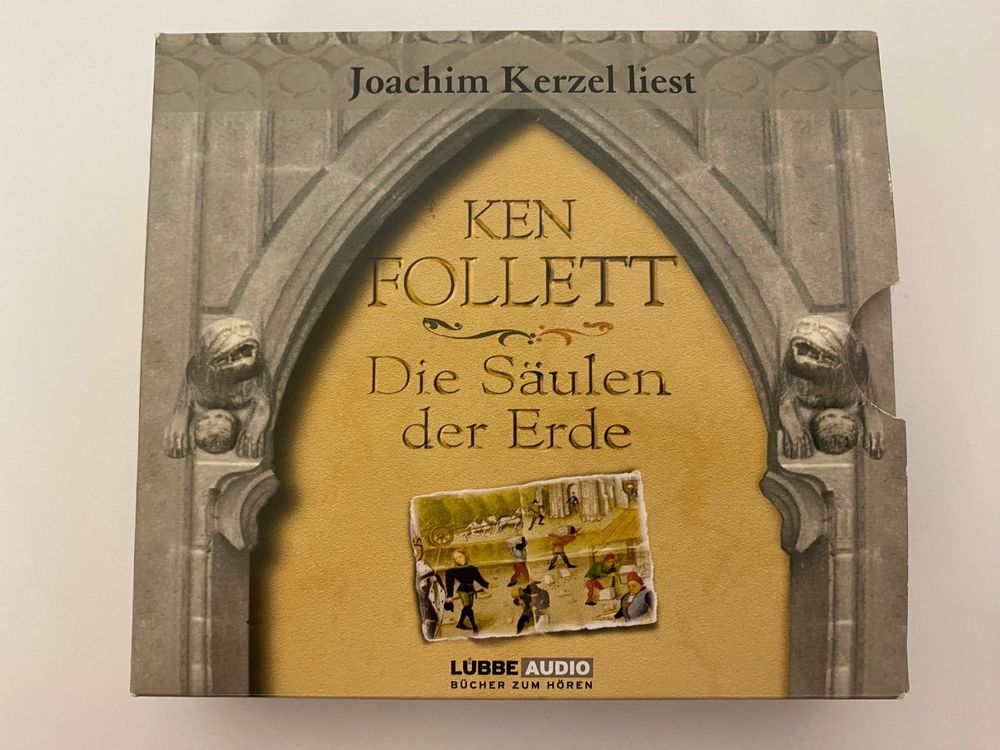 Joachim Kerzel liest
KEN
FOLLETT
Die Säulen
der Erde
LÜBBE AUDIO
BÜCHER ZUM HÖREN